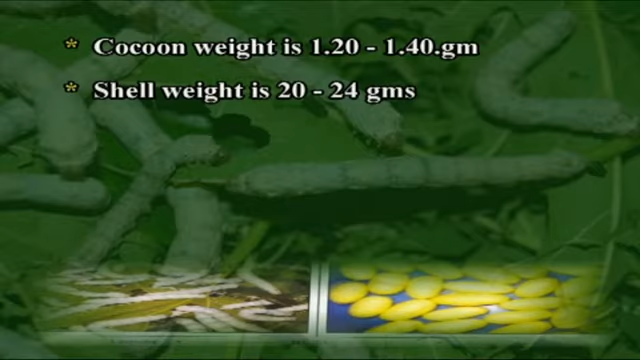 * Cocoon weight is 1.20 - 1.40.gm
* Shell weight is 20 - 24 gms